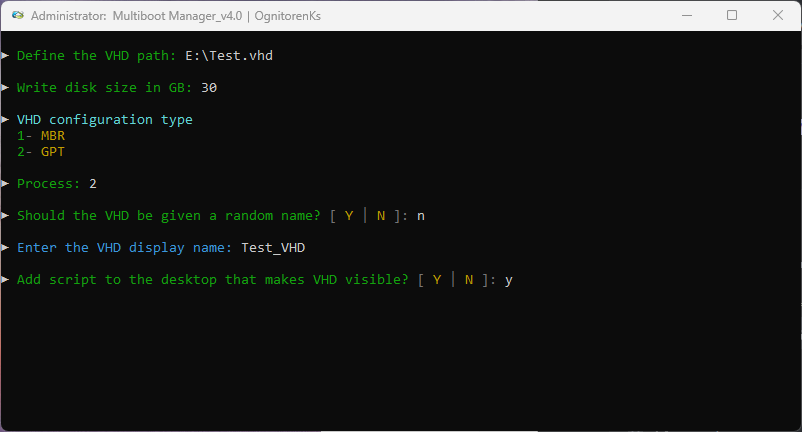 Administrator: Multiboot Manager_v4.0 | OgnitorenKs
► Define the VHD path: E:\Test.vhd
► Write disk size in GB: 30
► VHD configuration type
1- MBR
2- GPT
► Process: 2
► Should the VHD be given a random name? [ Y │ N ]: n
► Enter the VHD display name: Test_VHD
► Add script to the desktop that makes VHD visible? [ Y │ N ]: y